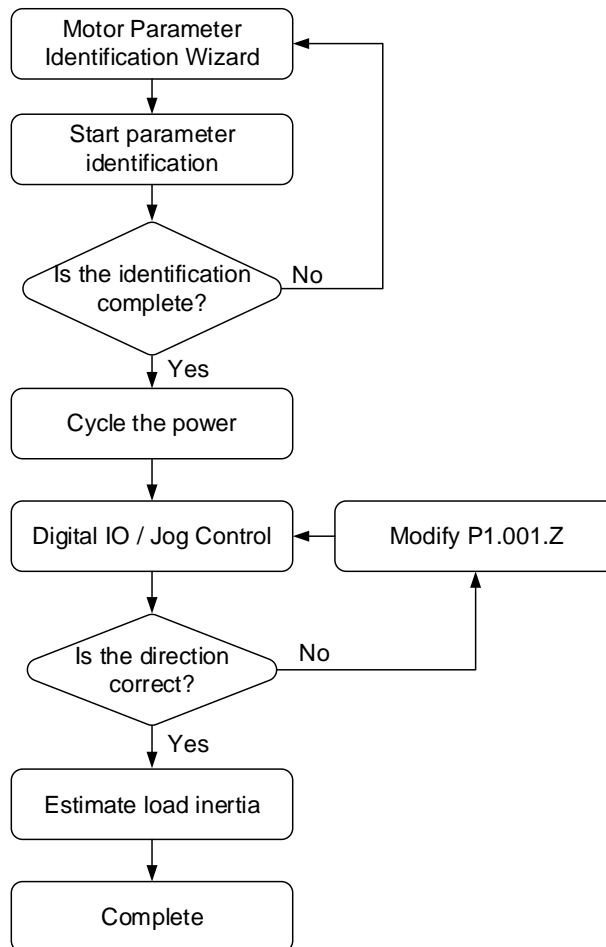 Motor Parameter
Identification Wizard
Start parameter
identification
Is the identification
complete?
No
Yes
Cycle the power
Digital IO / Jog Control
Modify P1.001.Z
Is the direction
correct?
No
Yes
Estimate load inertia
Complete